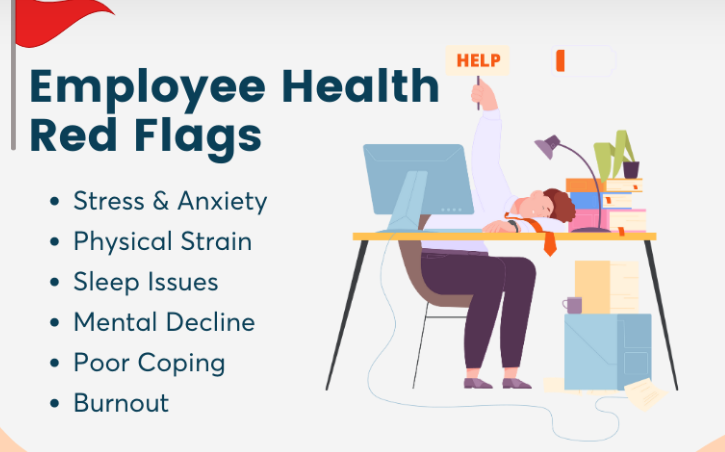 HELP
Employee Health
Red Flags
• Stress & Anxiety
• Physical Strain
• Sleep Issues
• Mental Decline
• Poor Coping
• Burnout